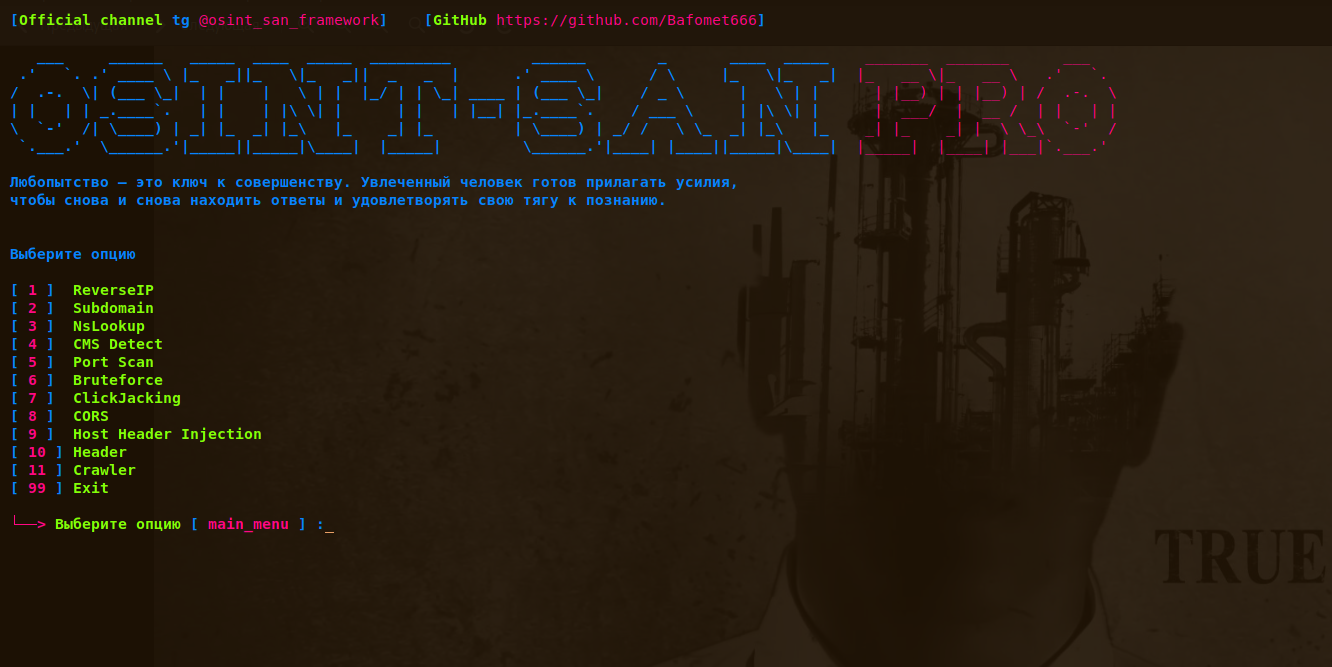 [Official channel tg @osint_san_framework]    [GitHub https://github.com/Bafomet666]
OSINT-SAN PRO
Любопытство — это ключ к совершенству. Увлеченный человек готов прилагать усилия,
чтобы снова и снова находить ответы и удовлетворять свою тягу к познанию.
Выберите опцию
[ 1 ]  ReverseIP
[ 2 ]  Subdomain
[ 3 ]  NsLookup
[ 4 ]  CMS Detect
[ 5 ]  Port Scan
[ 6 ]  Bruteforce
[ 7 ]  ClickJacking
[ 8 ]  CORS
[ 9 ]  Host Header Injection
[ 10 ] Header
[ 11 ] Crawler
[ 99 ] Exit
└──> Выберите опцию [ main_menu ] :_
TRUE